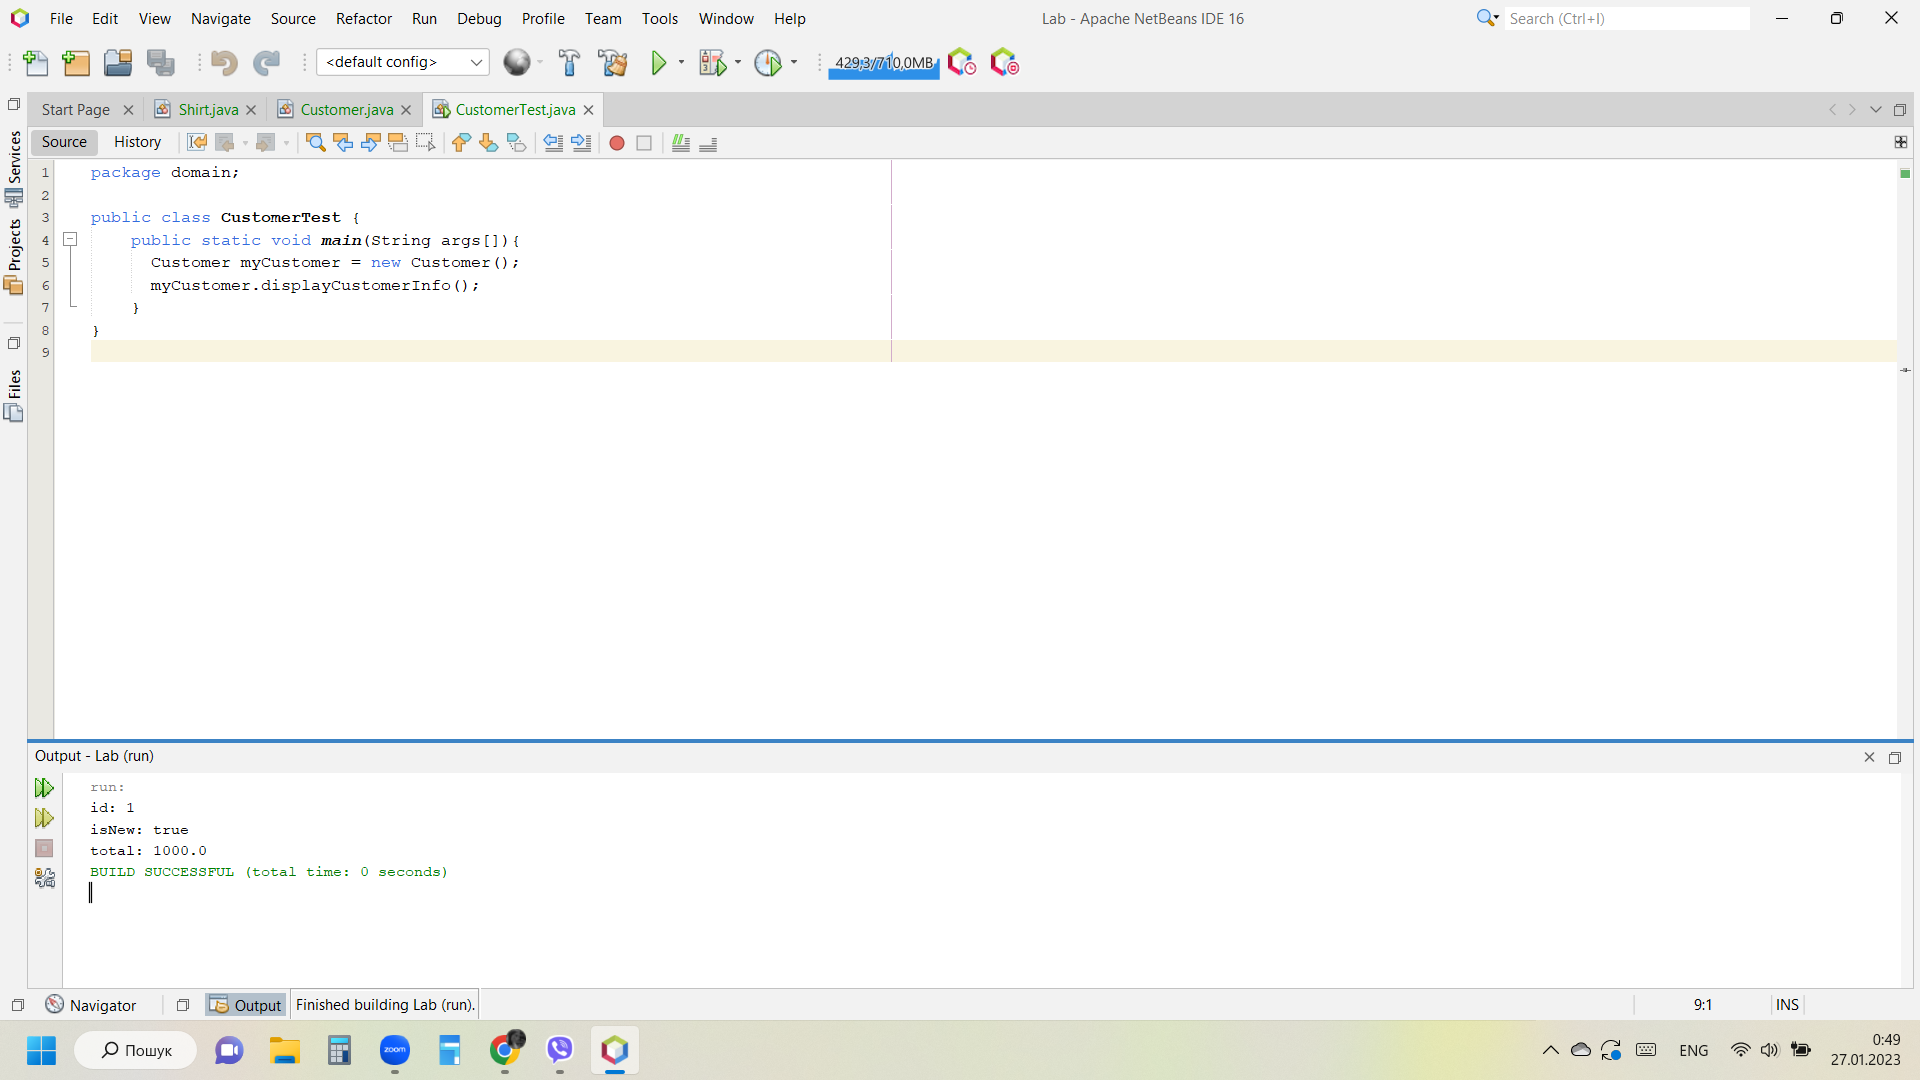 File Edit View Navigate Source Refactor Run Debug Profile Team Tools Window Help
Lab - Apache NetBeans IDE 16
Search (Ctrl+I)
<default config>
429,3/710,0MB
Start Page
Shirt.java
Customer.java
CustomerTest.java
Source History
Services
Projects
Files
1 package domain;
2
3 public class CustomerTest {
4 public static void main(String args[]){
5 Customer myCustomer = new Customer();
6 myCustomer.displayCustomerInfo();
7 }
8 }
9
Output - Lab (run)
run:
id: 1
isNew: true
total: 1000.0
BUILD SUCCESSFUL (total time: 0 seconds)
Navigator
Output
Finished building Lab (run).
9:1
INS
Пошук
zoom
ENG
0:49
27.01.2023